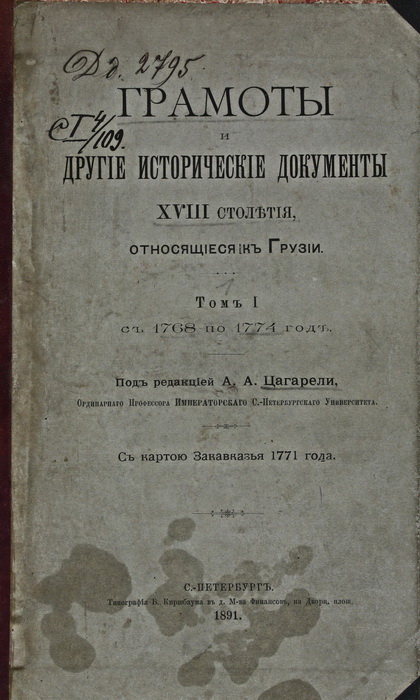 Дд. 2795
ГРАМОТЫ
СТ 4/109.
и
ДРУГІЕ ИСТОРИЧЕСКІЕ ДОКУМЕНТЫ
XVIII СТОЛѢТІЯ,
ОТНОСЯЩІЕСЯ КЪ ГРУЗІИ.
Томъ I
съ 1768 по 1774 годъ.
Подъ редакціей А. А. Цагарели,
Ординарнаго Профессора ИМПЕРАТОРСКАГО С.-Петербургскаго Университета.
Съ картою Закавказья 1771 года.
С.-ПЕТЕРБУРГЪ.
Типографія В. Киршбаума въ д. М-ва Финансовъ, на Дворц. площ.
1891.